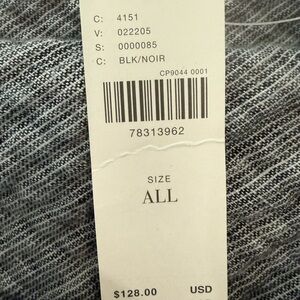 C: 4151
V: 022205
S: 0000085
C: BLK/NOIR
CP9044 0001
78313962
SIZE
ALL
$128.00 USD